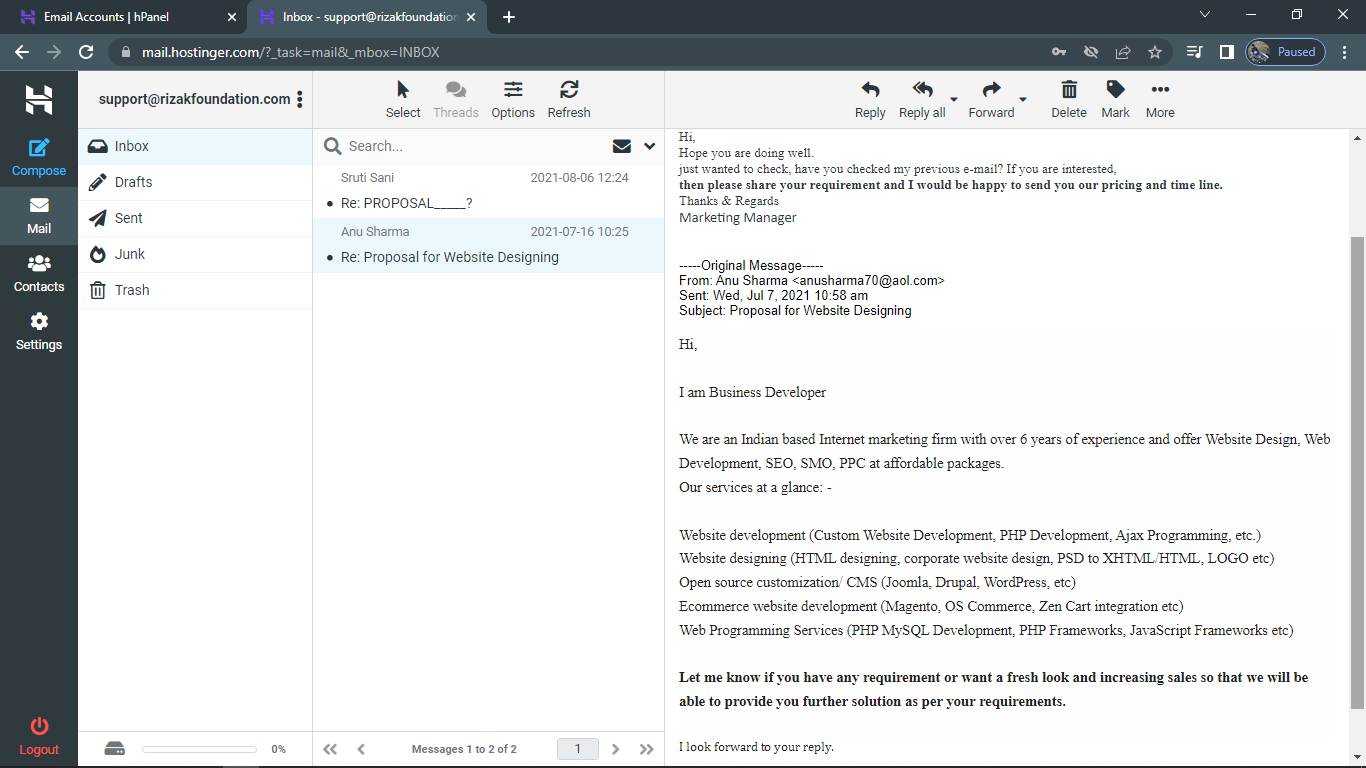 Email Accounts | hPanel
Inbox - support@rizakfoundation
mail.hostinger.com/?_task=mail&_mbox=INBOX
Paused
support@rizakfoundation.com
Select
Threads
Options
Refresh
Reply
Reply all
Forward
Delete
Mark
More
Compose
Mail
Contacts
Settings
Logout
Inbox
Drafts
Sent
Junk
Trash
0%
Search...
Sruti Sani 2021-08-06 12:24
Re: PROPOSAL_____?
Anu Sharma 2021-07-16 10:25
Re: Proposal for Website Designing
Messages 1 to 2 of 2
1
Hi,
Hope you are doing well.
just wanted to check, have you checked my previous e-mail? If you are interested,
then please share your requirement and I would be happy to send you our pricing and time line.
Thanks & Regards
Marketing Manager
-----Original Message-----
From: Anu Sharma <anusharma70@aol.com>
Sent: Wed, Jul 7, 2021 10:58 am
Subject: Proposal for Website Designing
Hi,
I am Business Developer
We are an Indian based Internet marketing firm with over 6 years of experience and offer Website Design, Web
Development, SEO, SMO, PPC at affordable packages.
Our services at a glance: -
Website development (Custom Website Development, PHP Development, Ajax Programming, etc.)
Website designing (HTML designing, corporate website design, PSD to XHTML/HTML, LOGO etc)
Open source customization/ CMS (Joomla, Drupal, WordPress, etc)
Ecommerce website development (Magento, OS Commerce, Zen Cart integration etc)
Web Programming Services (PHP MySQL Development, PHP Frameworks, JavaScript Frameworks etc)
Let me know if you have any requirement or want a fresh look and increasing sales so that we will be
able to provide you further solution as per your requirements.
I look forward to your reply.